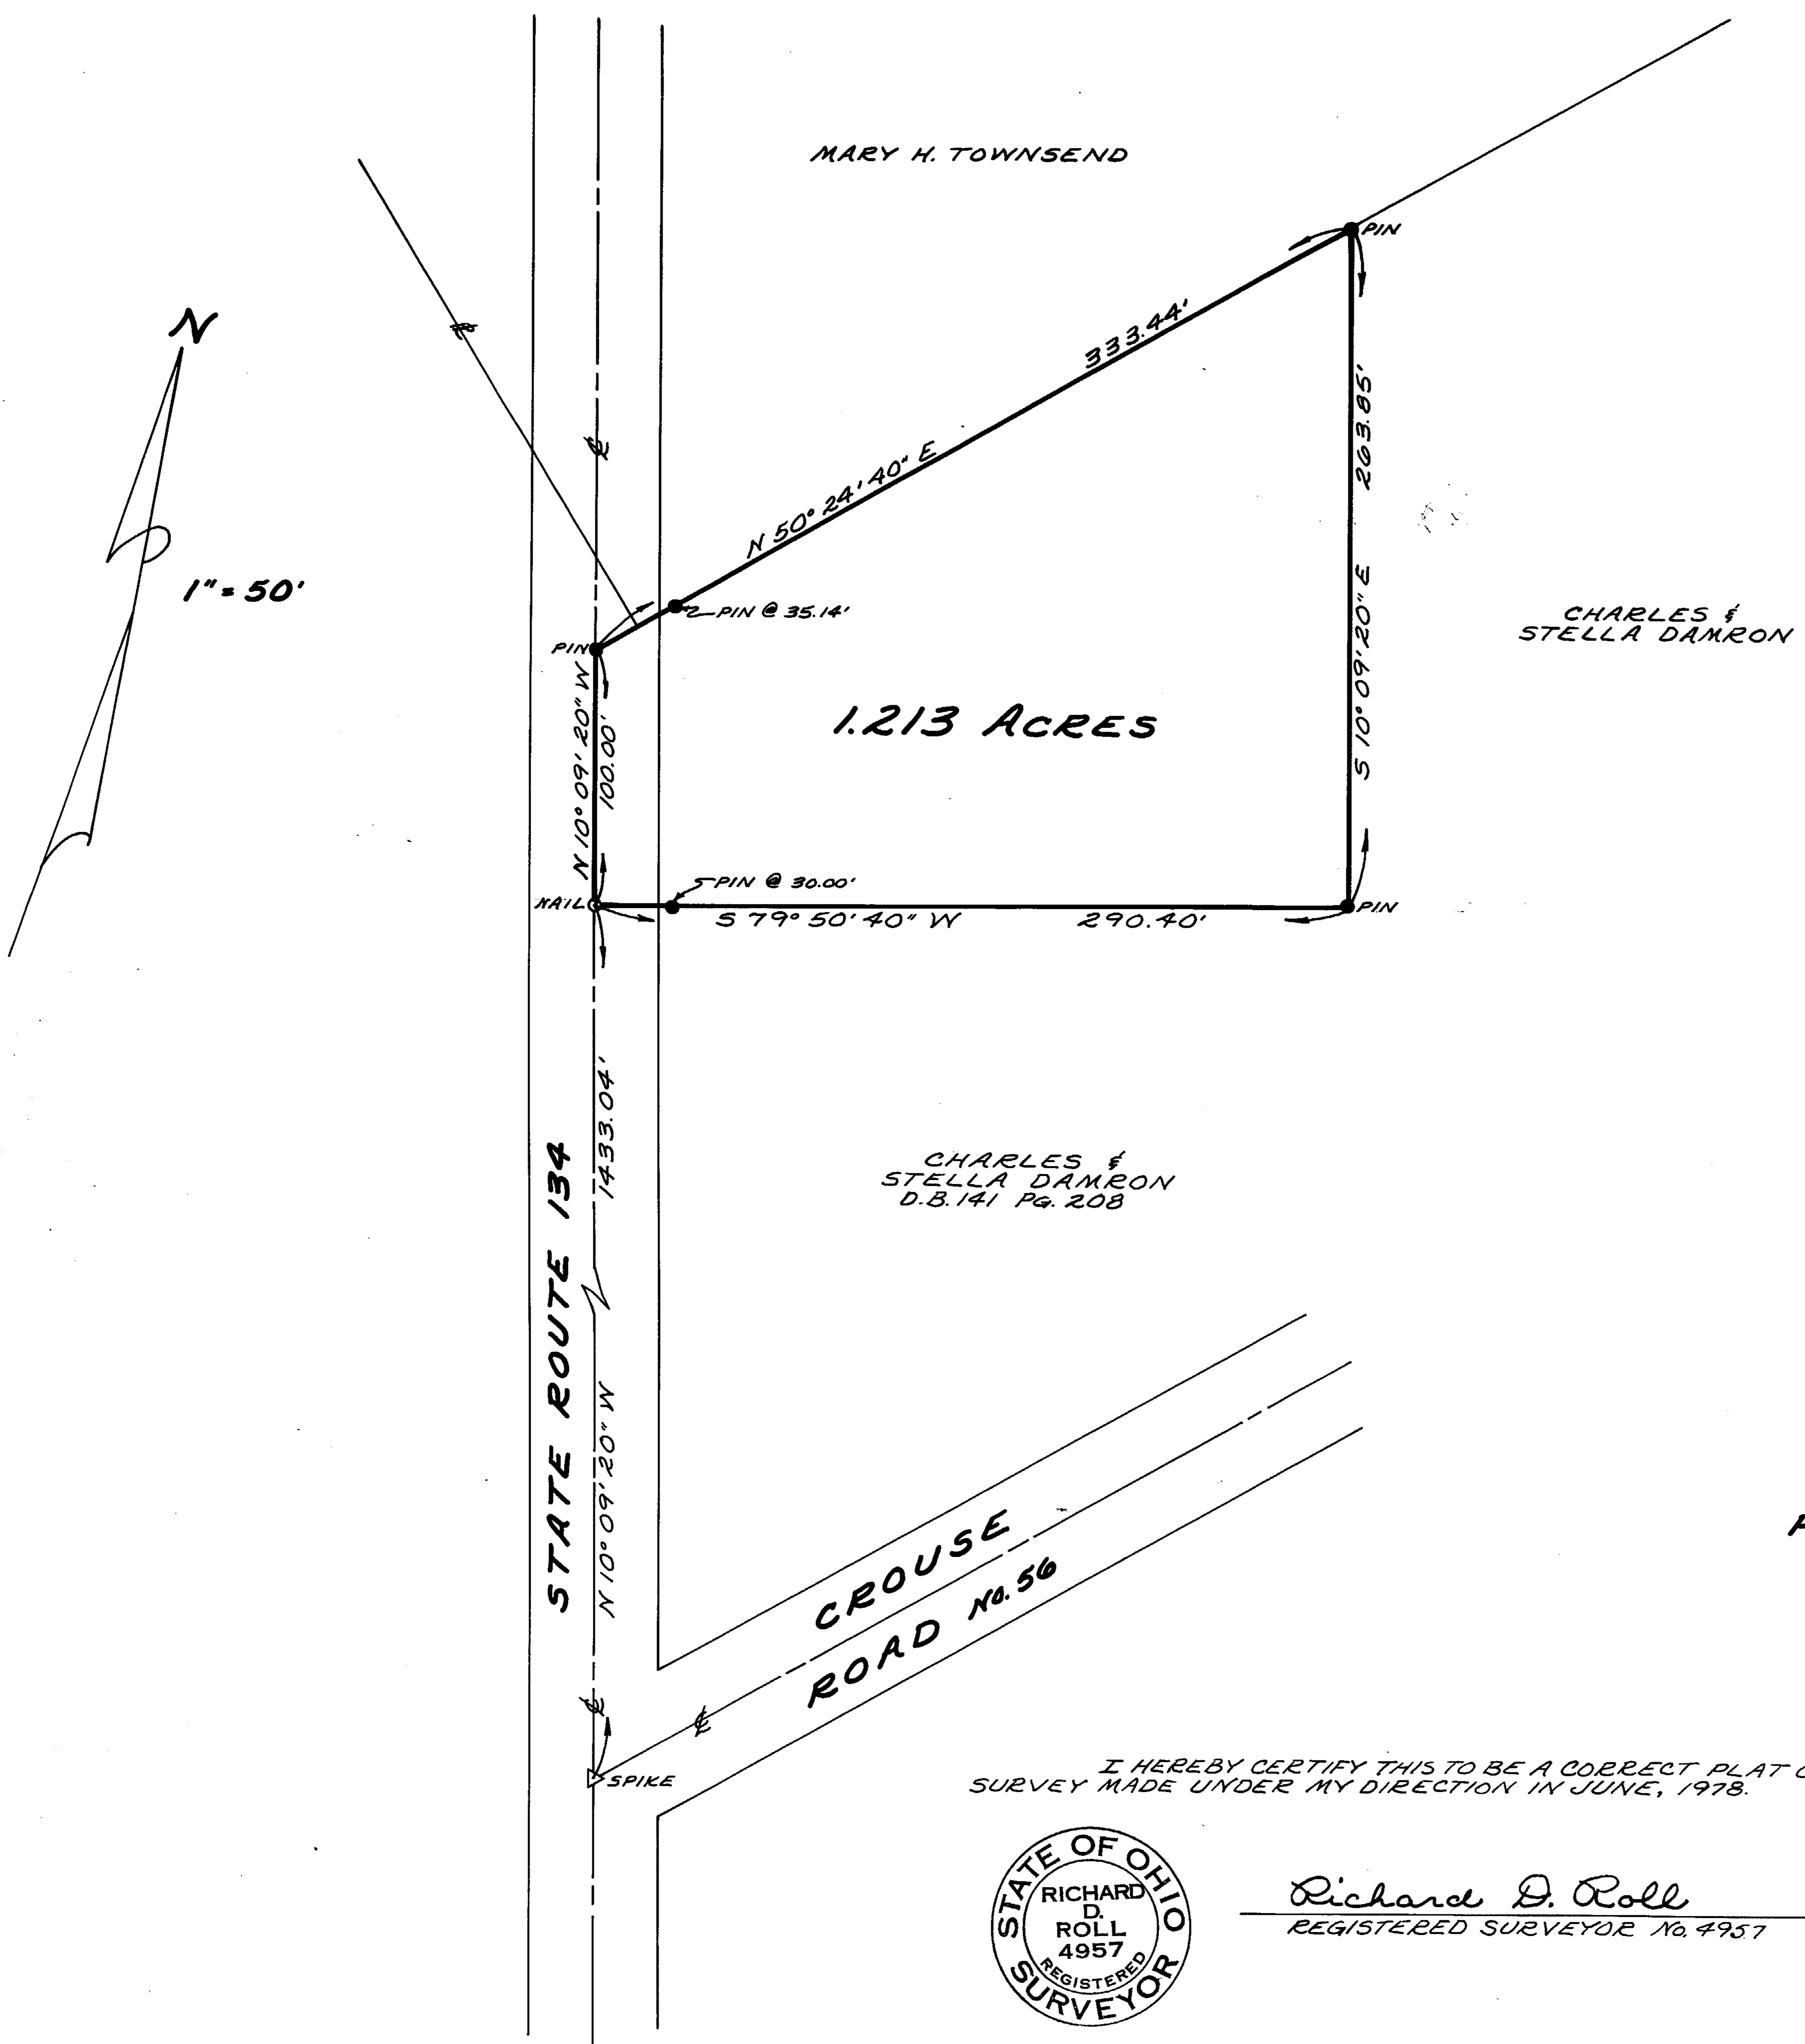 MARY H. TOWNSEND
PIN
N
333.44'
263.85'
℄
N 50° 24' 40" E
1" = 50'
S 10° 09' 20" E
PIN @ 35.14'
CHARLES &
STELLA DAMRON
PIN
N 10° 09' 20" W
100.00'
1.213 ACRES
PIN @ 30.00'
NAIL
PIN
S 79° 50' 40" W 290.40'
1433.04'
STATE ROUTE 134
CHARLES &
STELLA DAMRON
D.B. 141 PG. 208
N 10° 09' 20" W
CROUSE
ROAD No. 56
℄
℄
SPIKE
I HEREBY CERTIFY THIS TO BE A CORRECT PLAT
SURVEY MADE UNDER MY DIRECTION IN JUNE, 1978.
STATE OF OHIO
RICHARD
D.
ROLL
4957
REGISTERED
SURVEYOR
Richard D. Roll
REGISTERED SURVEYOR No. 4957